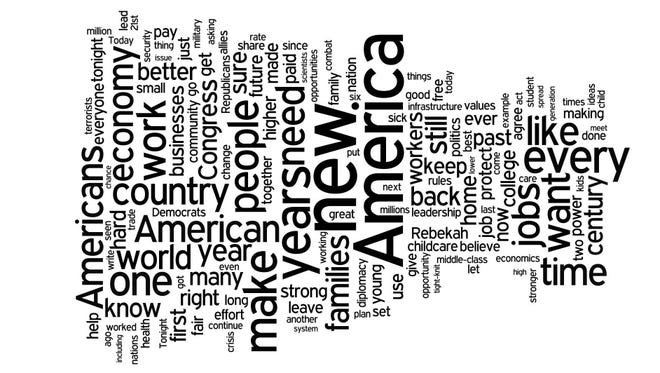 million
Today
lead
21st
pay
security
thing
issue
just
military
asking
allies
rate
share
since
scientists
opportunities
combat
America
things
good
free
today
infrastructure
values
example
act
student
spread
generation
times
ideas
child
making
everyone
tonight
terrorists
economy
better
small
work
businesses
community
go
Congress
get
Republicans
sure
future
made
paid
family
six
nation
sick
workers
still
politics
ever
best
past
agree
like
done
meet
every
Americans
chance
country
people
higher
together
change
years
need
new.
put
next
keep
rules
lower
protect
come
college
care
jobs
want
kids
two
power
century
seen
write
hard
trade
Democrats
American
great
millions
back
leadership
home
job
last
how
Rebekah
childcare
believe
world
year
even
working
families
one
got
many
make
strong
diplomacy
young
use
give
opportunity
tight-knit
middle-class
let
economics
high
stronger
time
know
right
long
leave
another
system
plan
set
help
ago
worked
including
nations
health
Tonight
first
fair
effort
continue
crisis